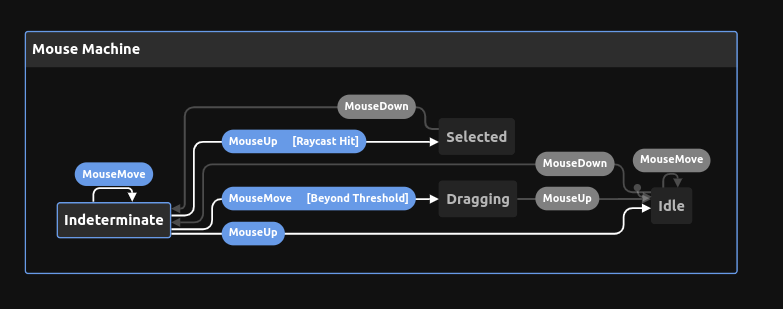 Mouse Machine
MouseDown
MouseUp [Raycast Hit]
Selected
MouseDown
MouseMove
MouseMove
MouseMove [Beyond Threshold]
Dragging
MouseUp
Idle
Indeterminate
MouseUp